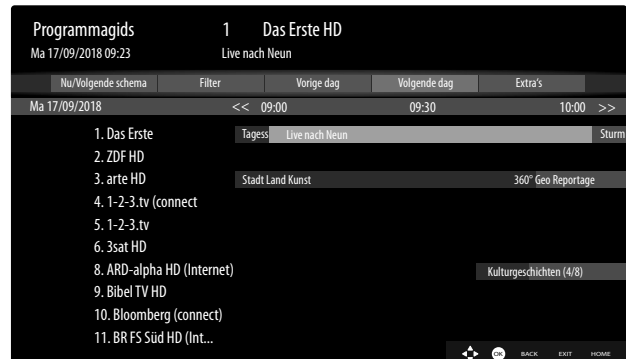 Programmagids 1 Das Erste HD
Ma 17/09/2018 09:23 Live nach Neun
Nu/Volgende schema Filter Vorige dag Volgende dag Extra's
Ma 17/09/2018 << 09:00 09:30 10:00 >>
1. Das Erste Tagess Live nach Neun Sturm
2. ZDF HD
3. arte HD Stadt Land Kunst 360° Geo Reportage
4. 1-2-3.tv (connect
5. 1-2-3.tv
6. 3sat HD
8. ARD-alpha HD (Internet) Kulturgeschichten (4/8)
9. Bibel TV HD
10. Bloomberg (connect)
11. BR FS Süd HD (Int...
OK BACK EXIT HOME